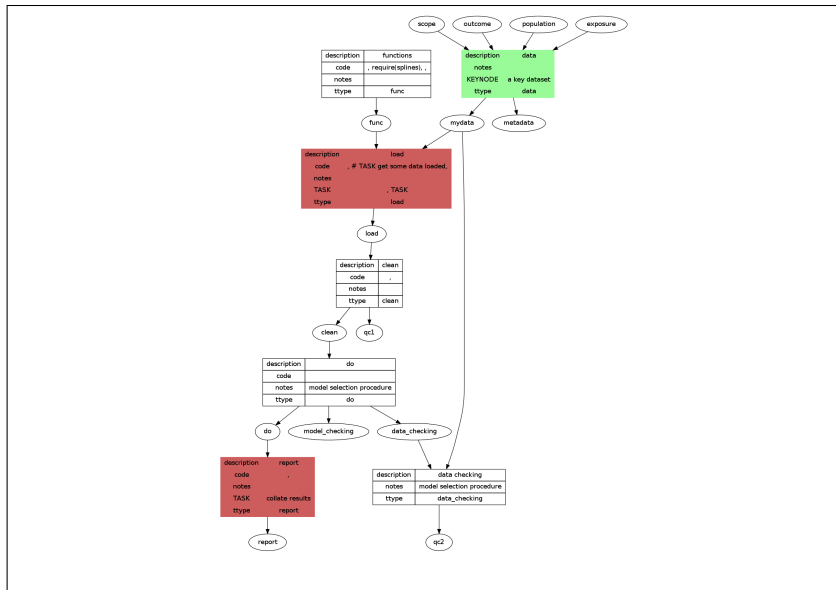 scope outcome population exposure
description functions
code , require(splines), ,
notes
ttype func
description data
notes
KEYNODE a key dataset
ttype data
func mydata metadata
description load
code , # TASK get some data loaded,
notes
TASK , TASK
ttype load
load
description clean
code ,
notes
ttype clean
clean qc1
description do
code
notes model selection procedure
ttype do
do model_checking data_checking
description report
code ,
notes
TASK collate results
ttype report
description data checking
notes model selection procedure
ttype data_checking
report qc2